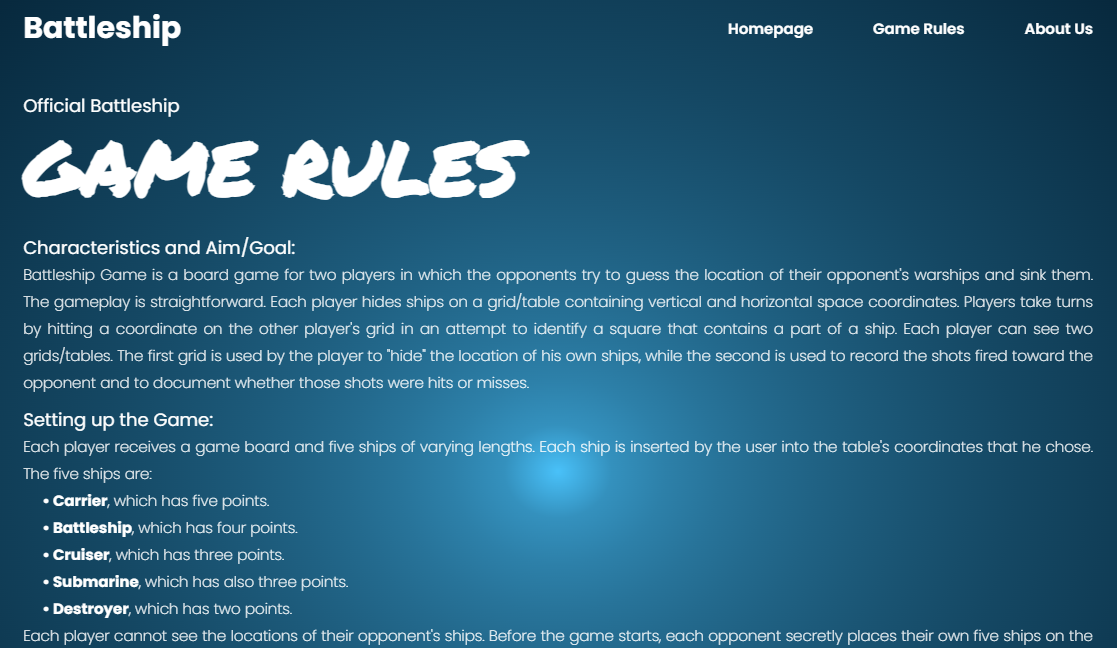 Battleship
Homepage
Game Rules
About Us
Official Battleship
GAME RULES
Characteristics and Aim/Goal:
Battleship Game is a board game for two players in which the opponents try to guess the location of their opponent's warships and sink them.
The gameplay is straightforward. Each player hides ships on a grid/table containing vertical and horizontal space coordinates. Players take turns
by hitting a coordinate on the other player's grid in an attempt to identify a square that contains a part of a ship. Each player can see two
grids/tables. The first grid is used by the player to "hide" the location of his own ships, while the second is used to record the shots fired toward the
opponent and to document whether those shots were hits or misses.
Setting up the Game:
Each player receives a game board and five ships of varying lengths. Each ship is inserted by the user into the table's coordinates that he chose.
The five ships are:
• Carrier, which has five points.
• Battleship, which has four points.
• Cruiser, which has three points.
• Submarine, which has also three points.
• Destroyer, which has two points.
Each player cannot see the locations of their opponent's ships. Before the game starts, each opponent secretly places their own five ships on the